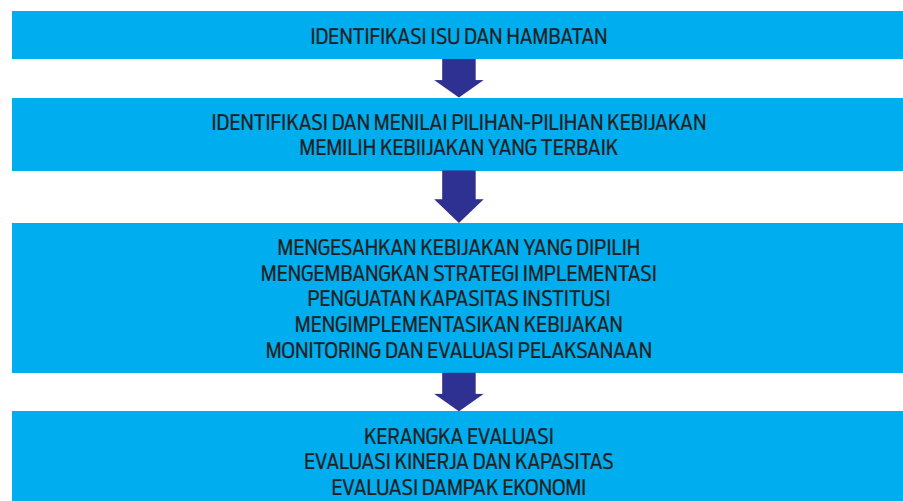 IDENTIFIKASI ISU DAN HAMBATAN
IDENTIFIKASI DAN MENILAI PILIHAN-PILIHAN KEBIJAKAN
MEMILIH KEBIIJAKAN YANG TERBAIK
MENGESAHKAN KEBIJAKAN YANG DIPILIH
MENGEMBANGKAN STRATEGI IMPLEMENTASI
PENGUATAN KAPASITAS INSTITUSI
MENGIMPLEMENTASIKAN KEBIJAKAN
MONITORING DAN EVALUASI PELAKSANAAN
KERANGKA EVALUASI
EVALUASI KINERJA DAN KAPASITAS
EVALUASI DAMPAK EKONOMI